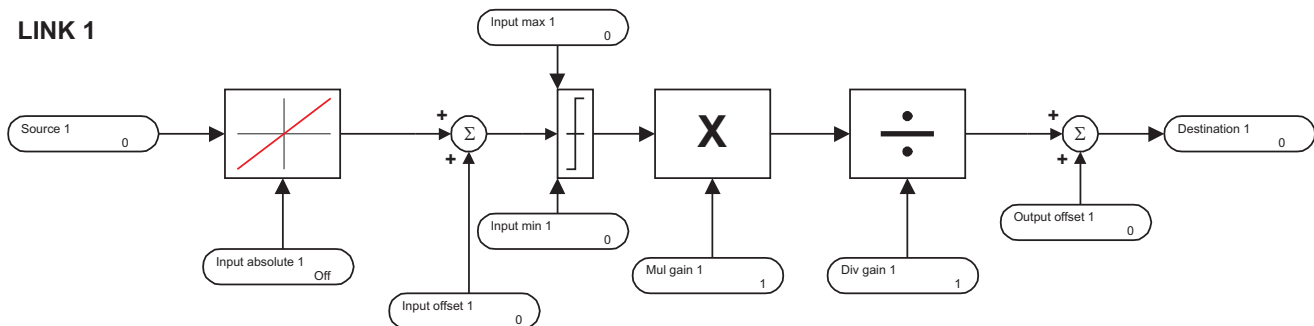 LINK 1
Input max 1
0
Source 1
0
+
Σ
+
X
÷
+
Σ
+
Destination 1
0
Input min 1
0
Output offset 1
0
Input absolute 1
Off
Mul gain 1
1
Div gain 1
1
Input offset 1
0